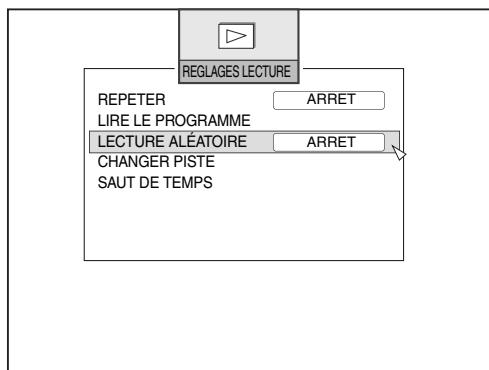 REGLAGES LECTURE
REPETER ARRET
LIRE LE PROGRAMME
LECTURE ALÉATOIRE ARRET
CHANGER PISTE
SAUT DE TEMPS